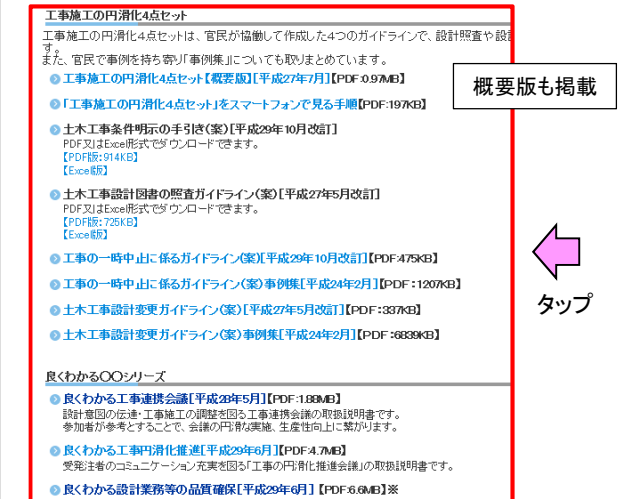 工事施工の円滑化4点セット
工事施工の円滑化4点セットは、官民が協働して作成した4つのガイドラインで、設計照査や設
す。
また、官民で事例を持ち寄り「事例集」についても取りまとめています。
工事施工の円滑化4点セット【概要版】[平成27年7月]【PDF:0.97MB】
概要版も掲載
「工事施工の円滑化4点セット」をスマートフォンで見る手順【PDF:197KB】
土木工事条件明示の手引き(案)[平成29年10月改訂]
PDF又はExcel形式でダウンロードできます。
【PDF版:914KB】
【Excel版】
土木工事設計図書の照査ガイドライン(案)[平成27年5月改訂]
PDF又はExcel形式でダウンロードできます。
【PDF版:725KB】
【Excel版】
工事の一時中止に係るガイドライン(案)[平成29年10月改訂]【PDF:475KB】
工事の一時中止に係るガイドライン(案)事例集[平成24年2月]【PDF:1207KB】
タップ
土木工事設計変更ガイドライン(案)[平成27年5月改訂]【PDF:337KB】
土木工事設計変更ガイドライン(案)事例集[平成24年2月]【PDF:6839KB】
良くわかる〇〇シリーズ
良くわかる工事連携会議[平成28年5月]【PDF:1.88MB】
設計意図の伝達・工事施工の調整を図る工事連携会議の取扱説明書です。
参加者が参考とすることで、会議の円滑な実施、生産性向上に繋がります。
良くわかる工事円滑化推進[平成29年6月]【PDF:4.7MB】
受発注者のコミュニケーション充実を図る「工事の円滑化推進会議」の取扱説明書です。
良くわかる設計業務等の品質確保[平成29年6月]【PDF:6.6MB】※